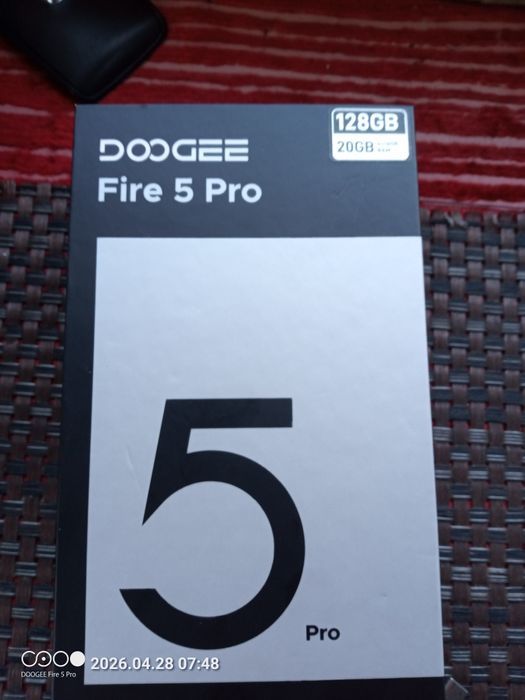 DOOGEE
Fire 5 Pro
128GB
20GB
5
Pro
2026.04.28 07:48
DOOGEE Fire 5 Pro